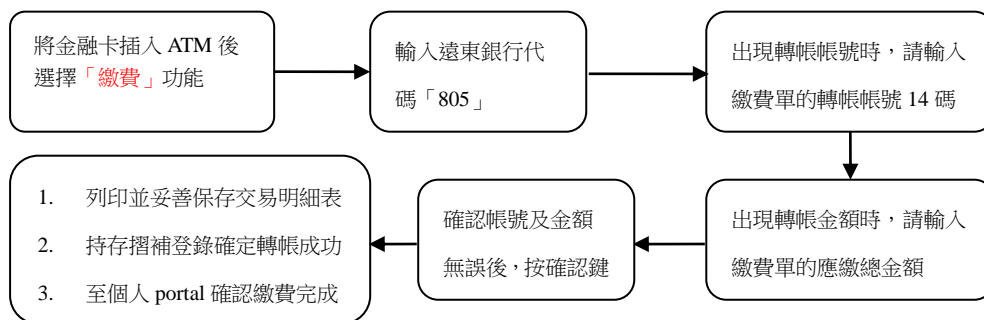 將金融卡插入 ATM 後
選擇「繳費」功能
輸入遠東銀行代
碼「805」
出現轉帳帳號時，請輸入
繳費單的轉帳帳號 14 碼
出現轉帳金額時，請輸入
繳費單的應繳總金額
確認帳號及金額
無誤後，按確認鍵
1. 列印並妥善保存交易明細表
2. 持存摺補登錄確定轉帳成功
3. 至個人 portal 確認繳費完成